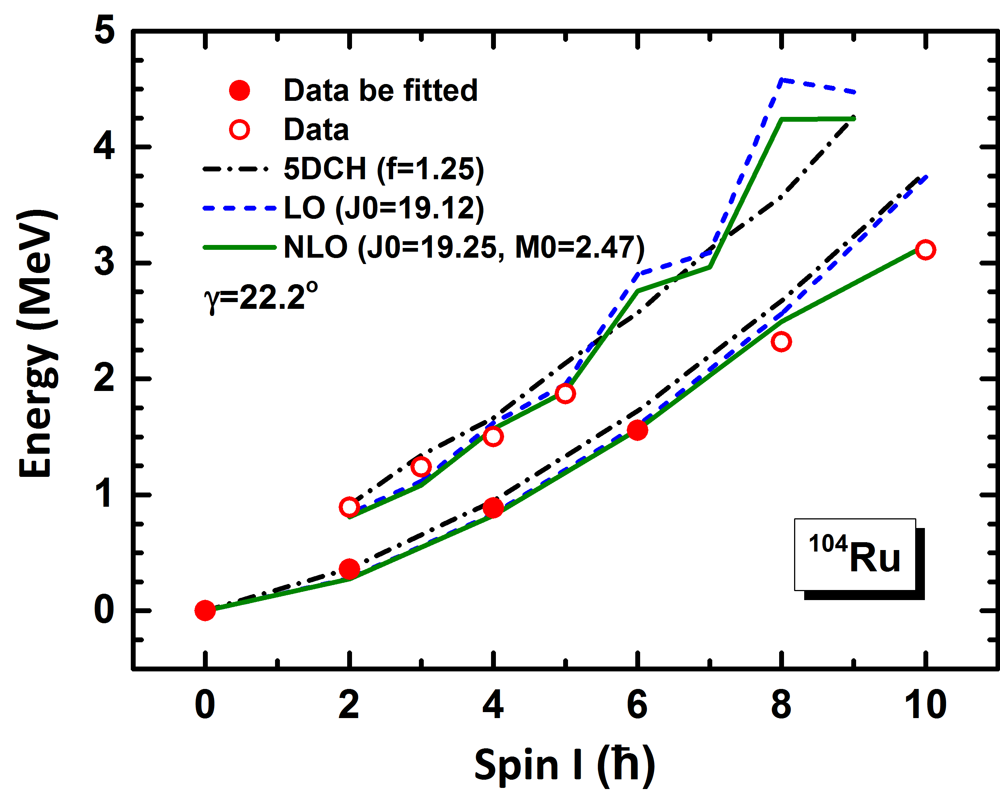 5
4
3
2
1
0
Energy (MeV)
Data be fitted
Data
5DCH (f=1.25)
LO (J0=19.12)
NLO (J0=19.25, M0=2.47)
γ=22.2°
¹⁰⁴Ru
0 2 4 6 8 10
Spin I (ħ)